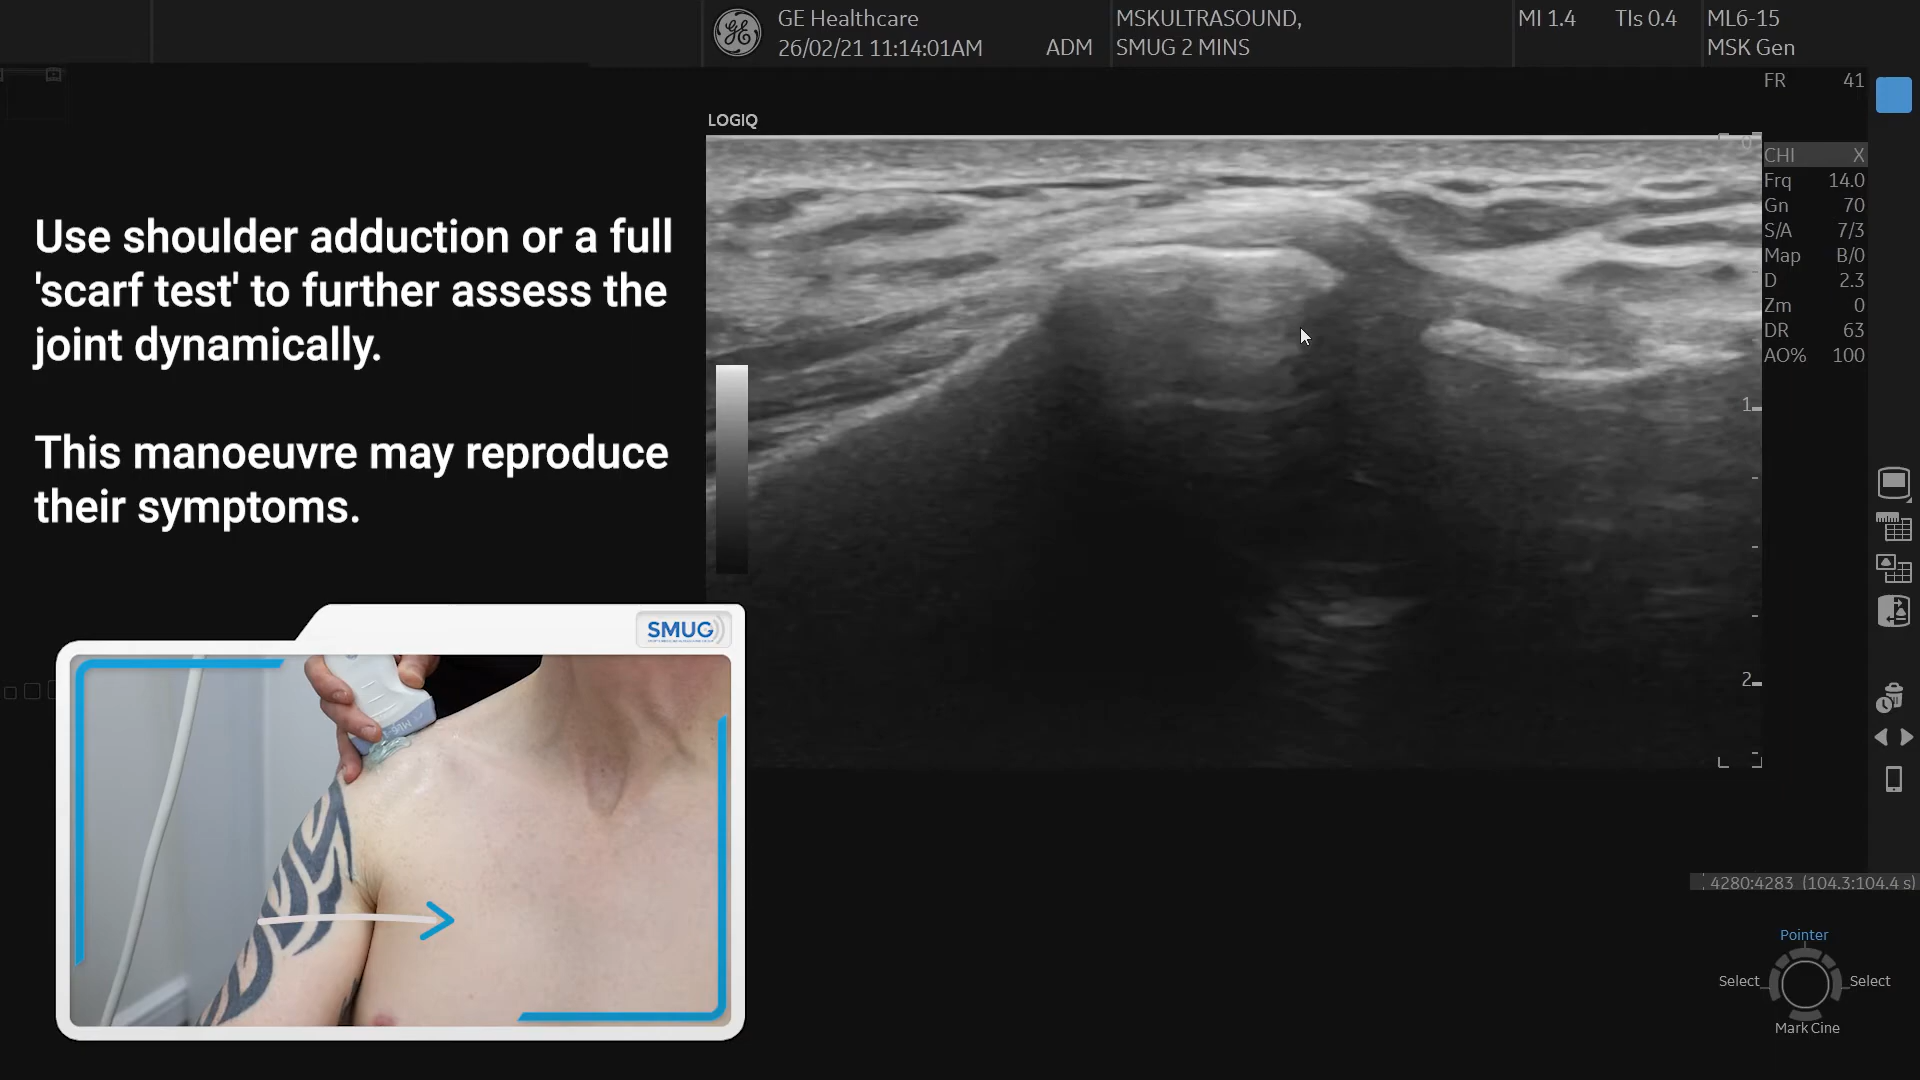 GE Healthcare
26/02/21 11:14:01AM
ADM
MSKULTRASOUND,
SMUG 2 MINS
MI 1.4
TIs 0.4
ML6-15
MSK Gen
FR 41
LOGIQ
0
CHI X
Frq 14.0
Gn 70
S/A 7/3
Map B/0
D 2.3
Zm 0
DR 63
AO% 100
Use shoulder adduction or a full
'scarf test' to further assess the
joint dynamically.
This manoeuvre may reproduce
their symptoms.
1
2
SMUG
4280:4283 (104.3:104.4 s)
Pointer
Select
Select
Mark Cine